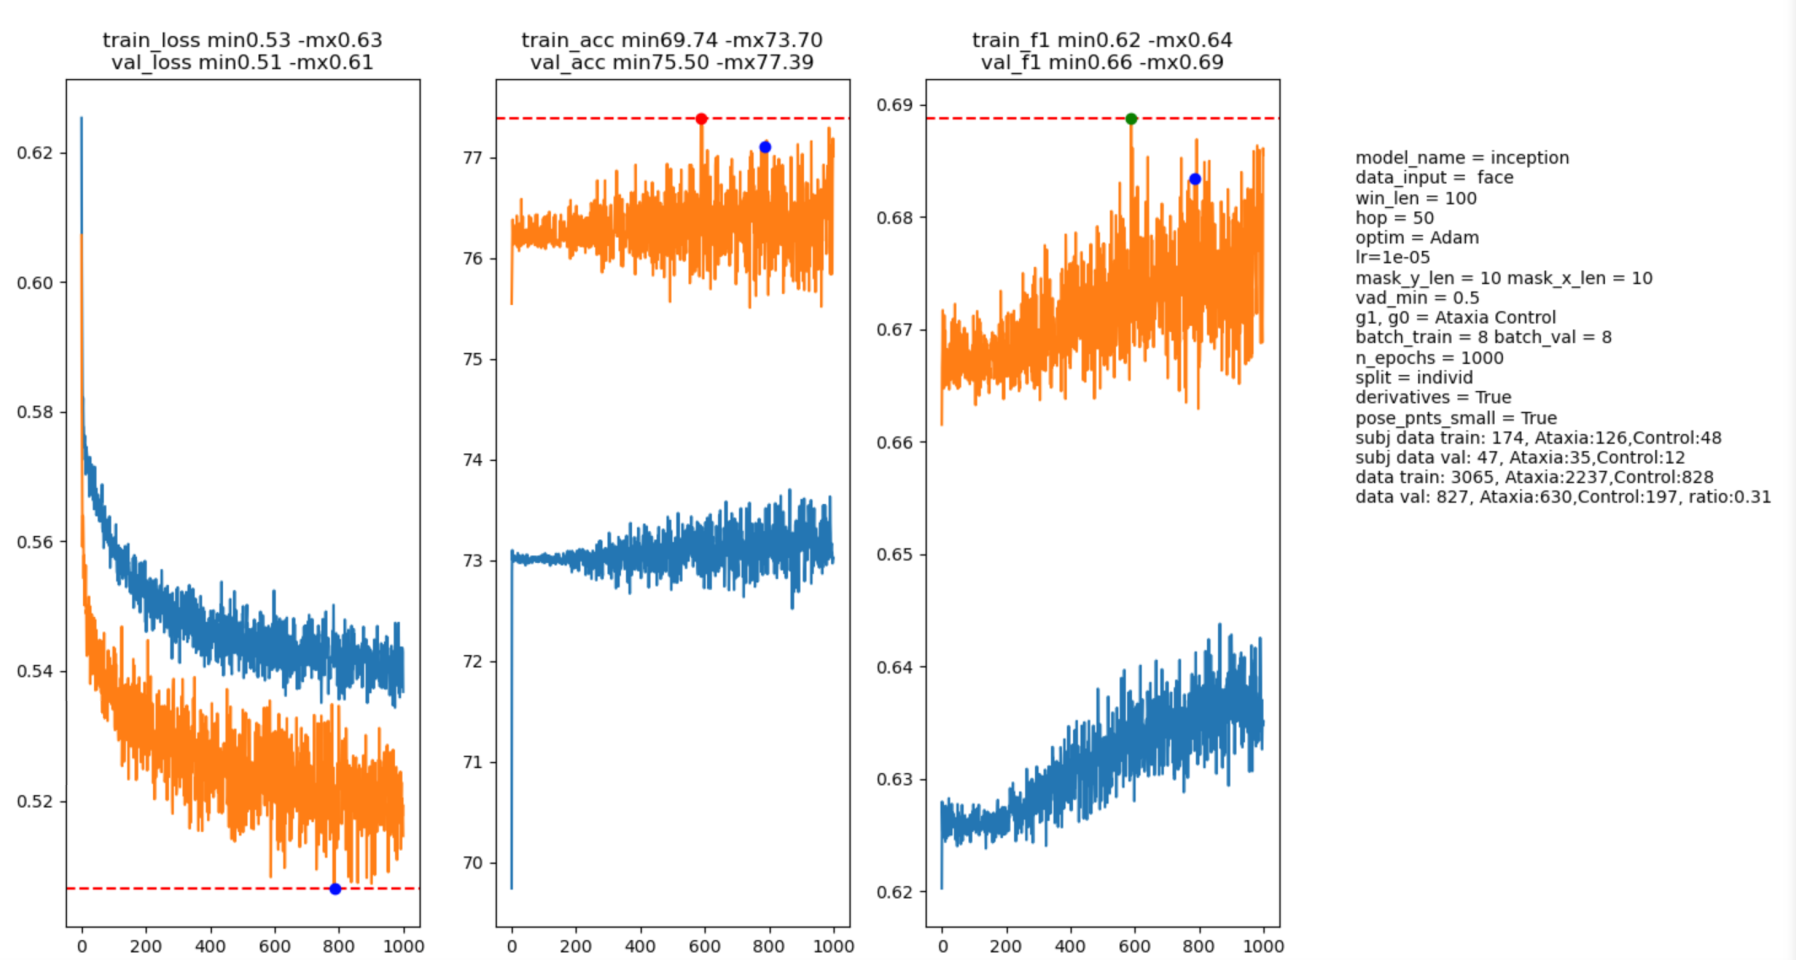 train_loss min0.53 -mx0.63
val_loss min0.51 -mx0.61
0.62
0.60
0.58
0.56
0.54
0.52
0 200 400 600 800 1000
train_acc min69.74 -mx73.70
val_acc min75.50 -mx77.39
77
76
75
74
73
72
71
70
0 200 400 600 800 1000
train_f1 min0.62 -mx0.64
val_f1 min0.66 -mx0.69
0.69
0.68
0.67
0.66
0.65
0.64
0.63
0.62
0 200 400 600 800 1000
model_name = inception
data_input =  face
win_len = 100
hop = 50
optim = Adam
lr=1e-05
mask_y_len = 10 mask_x_len = 10
vad_min = 0.5
g1, g0 = Ataxia Control
batch_train = 8 batch_val = 8
n_epochs = 1000
split = individ
derivatives = True
pose_pnts_small = True
subj data train: 174, Ataxia:126,Control:48
subj data val: 47, Ataxia:35,Control:12
data train: 3065, Ataxia:2237,Control:828
data val: 827, Ataxia:630,Control:197, ratio:0.31